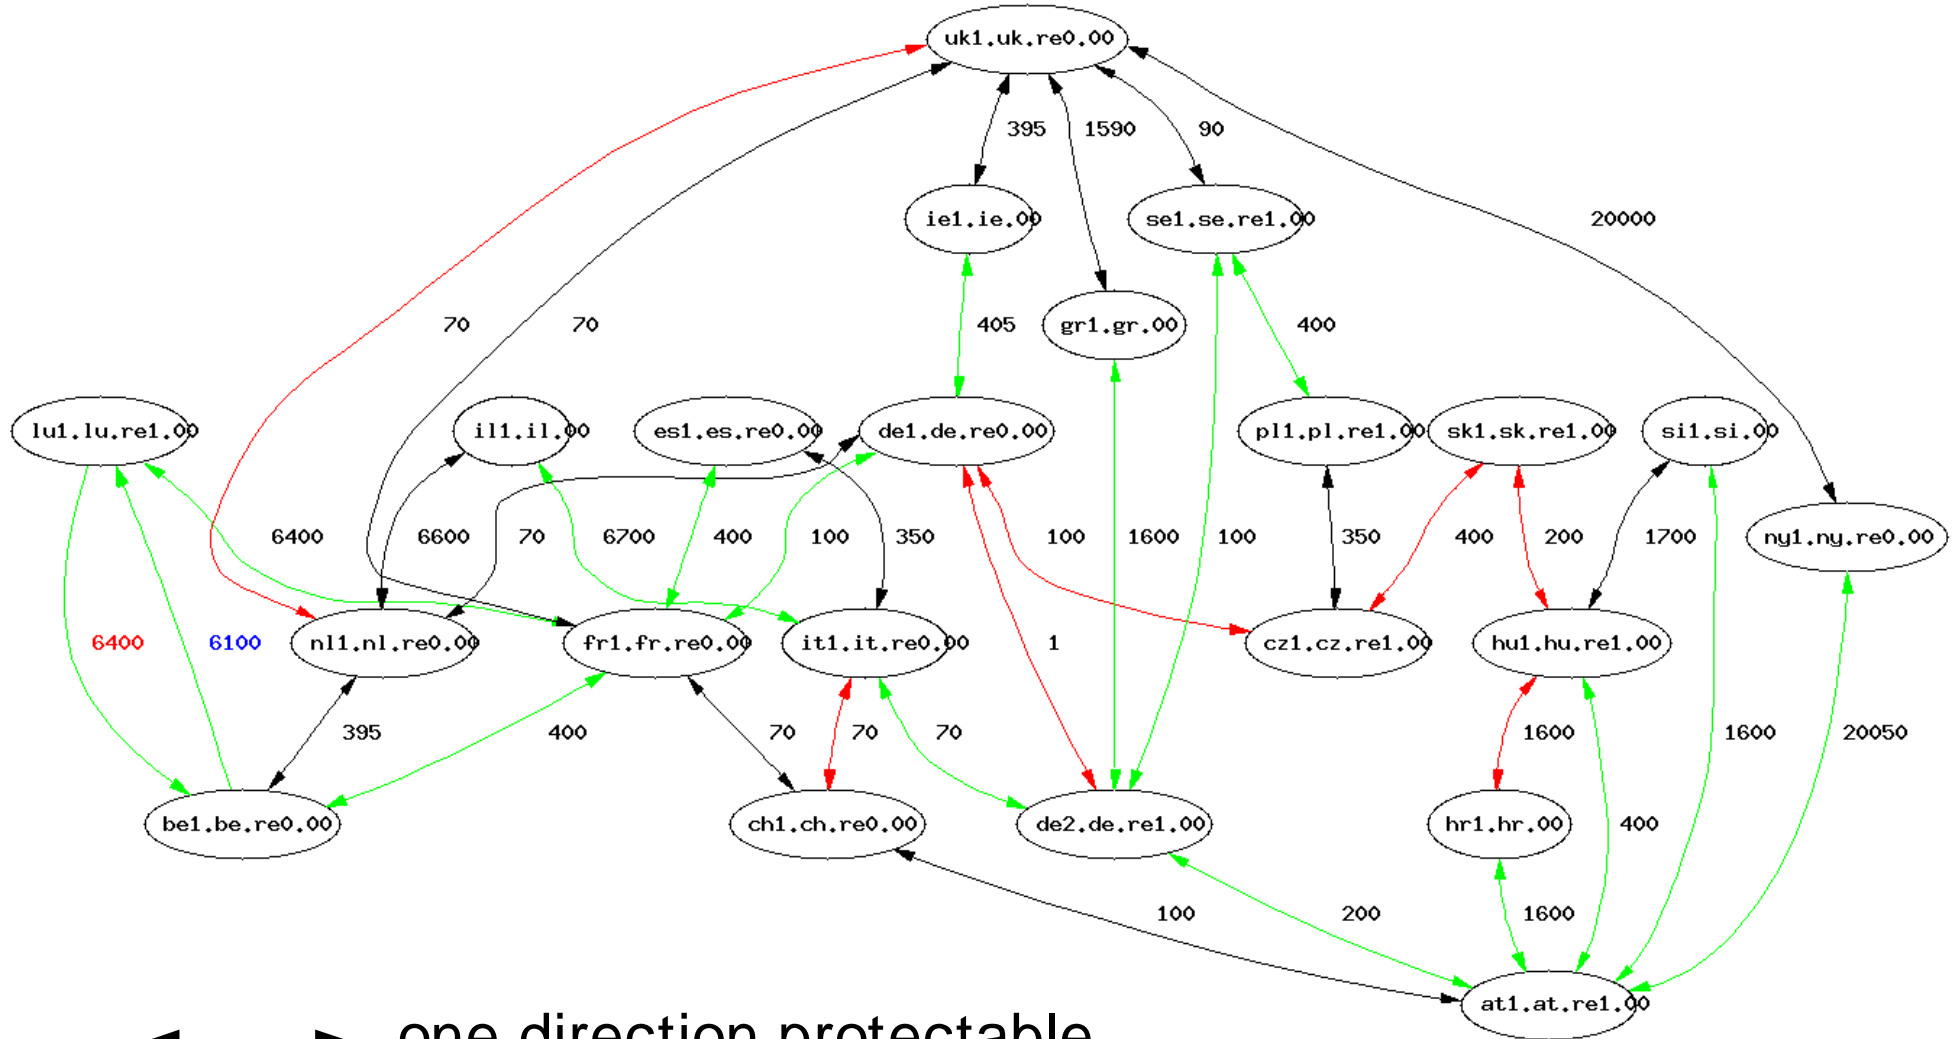 uk1.uk.re0.00
395
1590
90
ie1.ie.00
se1.se.re1.00
20000
70
70
405
gr1.gr.00
400
lu1.lu.re1.00
il1.il.00
es1.es.re0.00
de1.de.re0.00
pl1.pl.re1.00
sk1.sk.re1.00
si1.si.00
6400
6600
70
6700
400
100
350
100
1600
100
350
400
200
1700
ny1.ny.re0.00
6400
6100
nl1.nl.re0.00
fr1.fr.re0.00
it1.it.re0.00
1
cz1.cz.re1.00
hu1.hu.re1.00
395
400
70
70
70
1600
1600
20050
be1.be.re0.00
ch1.ch.re0.00
de2.de.re1.00
hr1.hr.00
400
100
200
1600
at1.at.re1.00
one direction protectable